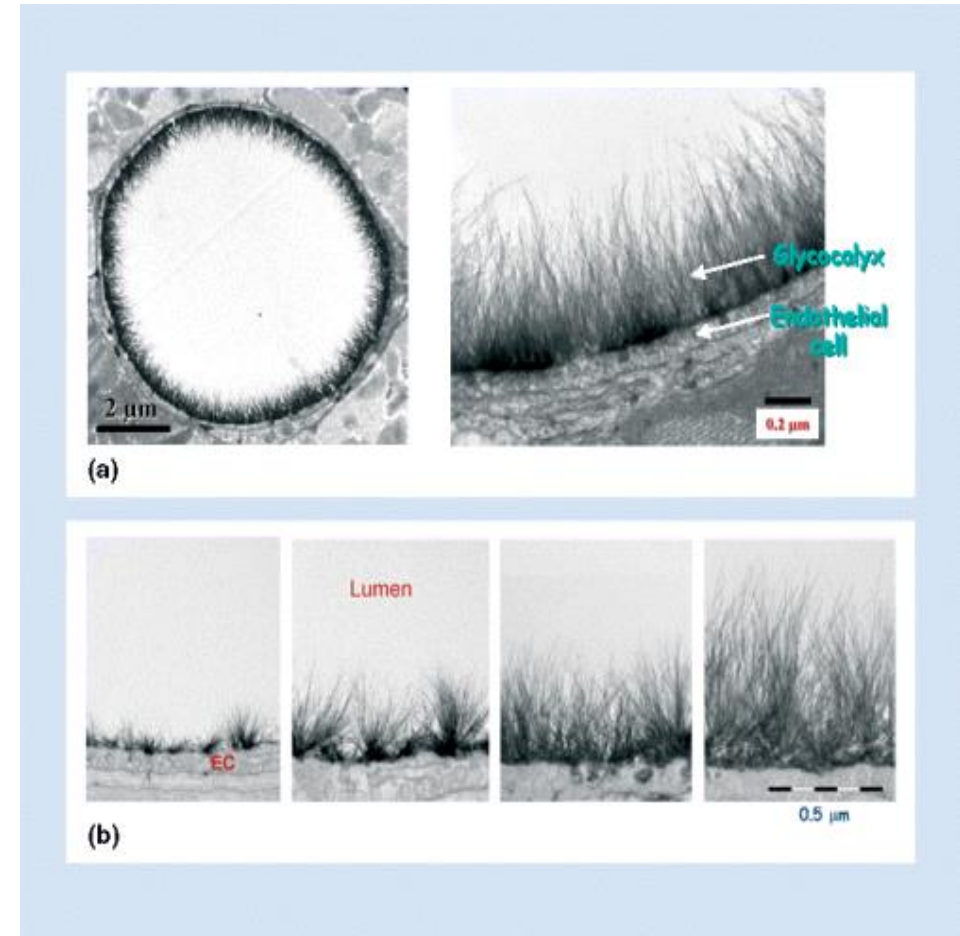 2 μm
Glycocalyx
Endothelial
cell
0.2 μm
(a)
Lumen
EC
0.5 μm
(b)